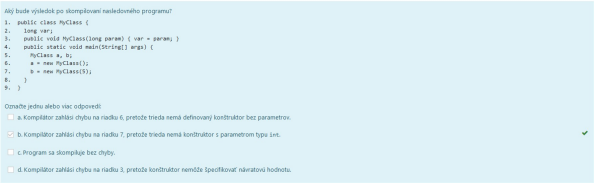 Aký bude výsledok po skompilovaní nasledovného programu?
1. public class MyClass {
2. long var;
3. public void MyClass(long param) { var = param; }
4. public static void main(String[] args) {
5. MyClass a, b;
6. a = new MyClass();
7. b = new MyClass(5);
8. }
9. }
Označte jednu alebo viac odpovedí:
a. Kompilátor zahlási chybu na riadku 6, pretože trieda nemá definovaný konštruktor bez parametrov.
b. Kompilátor zahlási chybu na riadku 7, pretože trieda nemá konštruktor s parametrom typu int.
c. Program sa skompiluje bez chyby.
d. Kompilátor zahlási chybu na riadku 3, pretože konštruktor nemôže špecifikovať návratovú hodnotu.